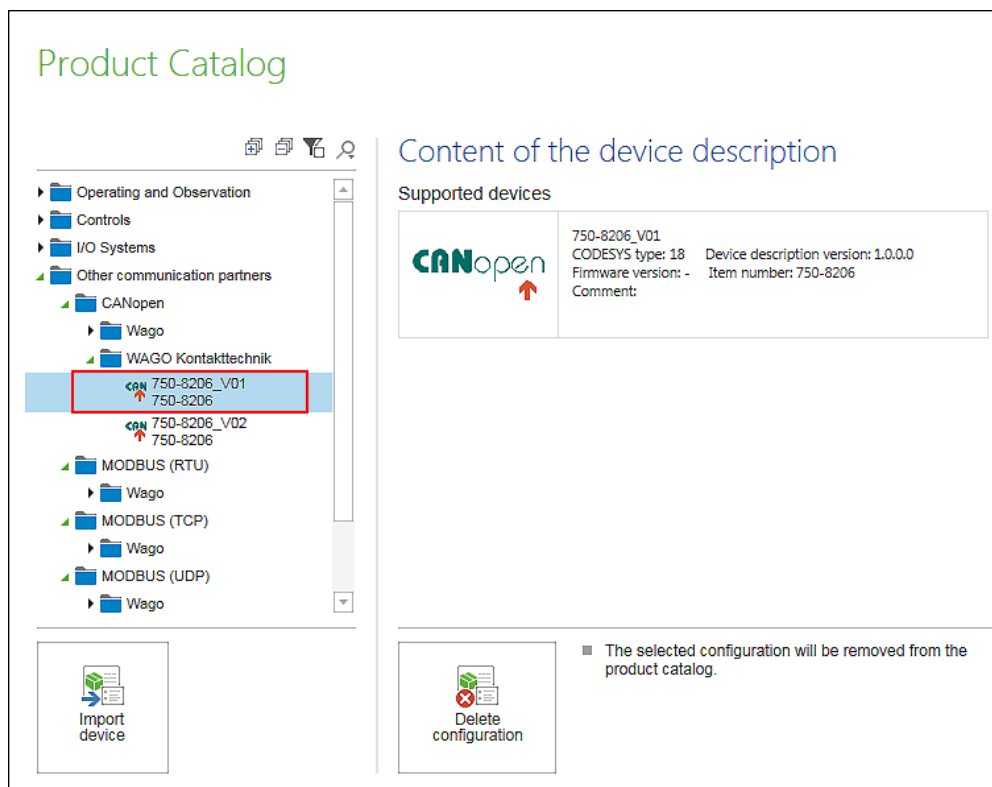 Product Catalog
Operating and Observation
Controls
I/O Systems
Other communication partners
CANopen
Wago
WAGO Kontakttechnik
CAN 750-8206_V01
750-8206
CAN 750-8206_V02
750-8206
MODBUS (RTU)
Wago
MODBUS (TCP)
Wago
MODBUS (UDP)
Wago
Import
device
Content of the device description
Supported devices
CANopen
750-8206_V01
CODESYS type: 18 Device description version: 1.0.0.0
Firmware version: - Item number: 750-8206
Comment:
Delete
configuration
The selected configuration will be removed from the
product catalog.